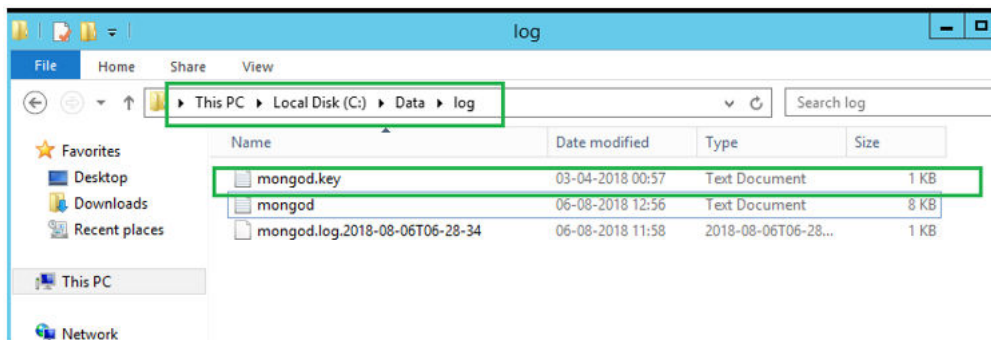 log
File Home Share View
This PC Local Disk (C:) Data log Search log
Name Date modified Type Size
Favorites
Desktop
Downloads
Recent places
This PC
Network
mongod.key 03-04-2018 00:57 Text Document 1 KB
mongod 06-08-2018 12:56 Text Document 8 KB
mongod.log.2018-08-06T06-28-34 06-08-2018 11:58 2018-08-06T06-28... 1 KB